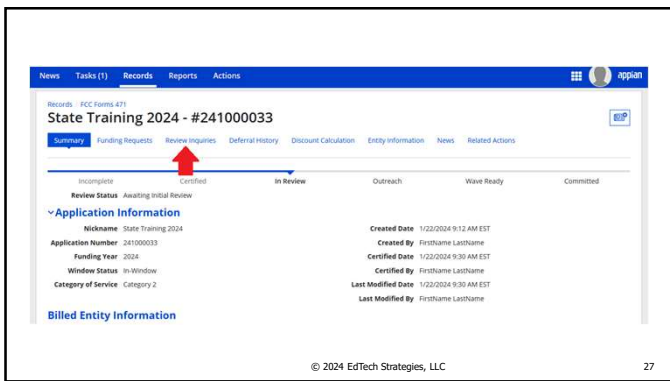 News Tasks (1) Records Reports Actions appian
Records / FCC Forms 471
State Training 2024 - #241000033
Summary Funding Requests Review Inquiries Deferral History Discount Calculation Entity Information News Related Actions
Incomplete Certified In Review Outreach Wave Ready Committed
Review Status Awaiting Initial Review
Application Information
Nickname State Training 2024 Created Date 1/22/2024 9:12 AM EST
Application Number 241000033 Created By FirstName LastName
Funding Year 2024 Certified Date 1/22/2024 9:30 AM EST
Window Status In-Window Certified By FirstName LastName
Category of Service Category 2 Last Modified Date 1/22/2024 9:30 AM EST
Last Modified By FirstName LastName
Billed Entity Information
© 2024 EdTech Strategies, LLC 27